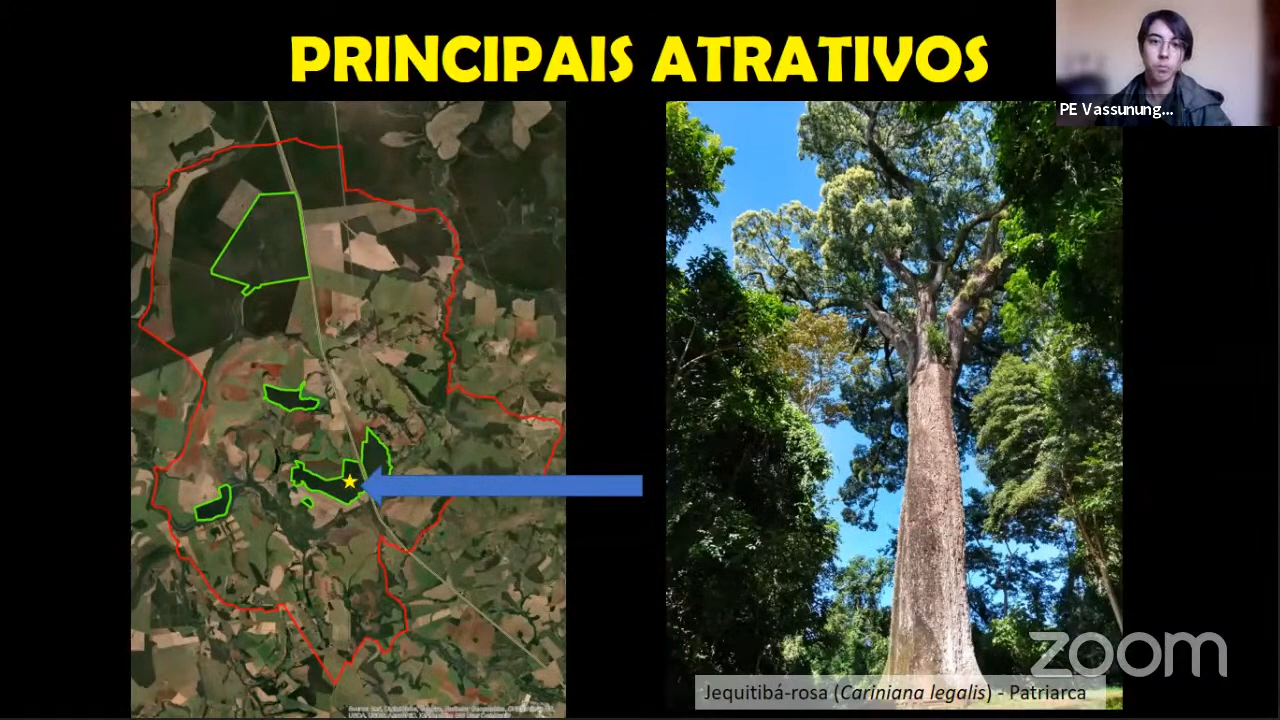 PRINCIPAIS ATRATIVOS
PE Vassunung...
zoom
Jequitibá-rosa (Cariniana legalis) - Patriarca